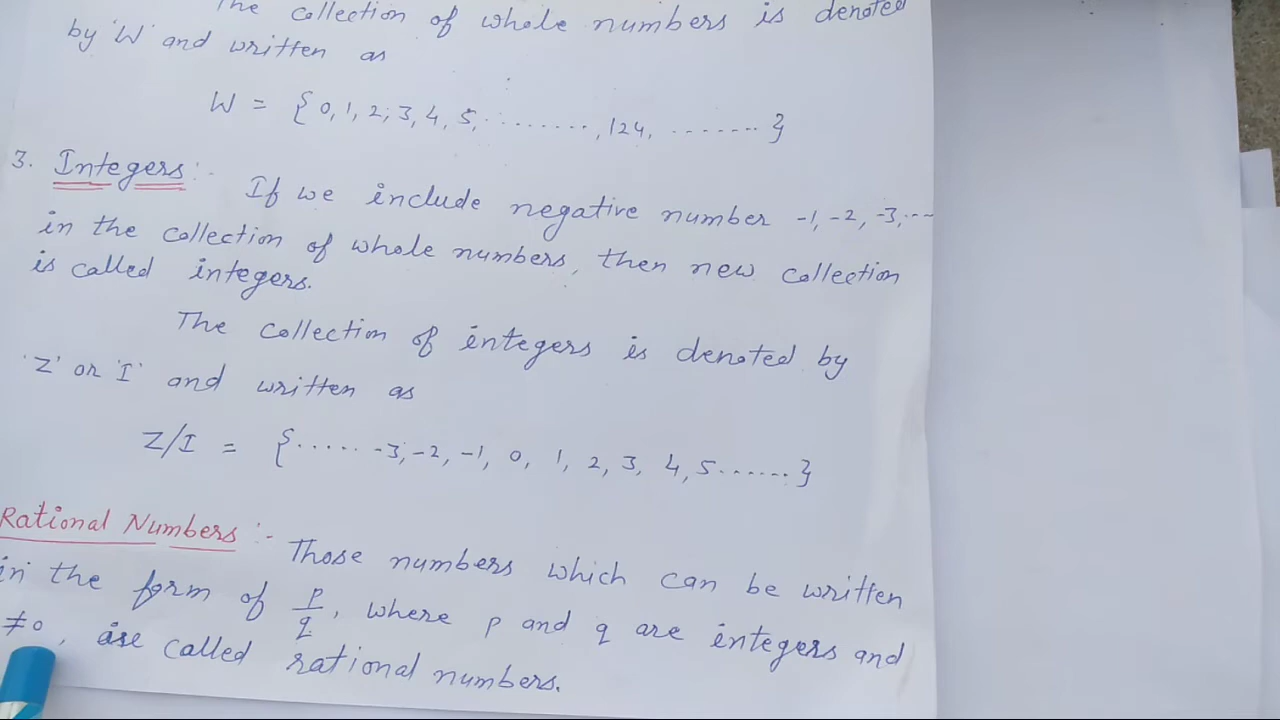 The collection of whole numbers is denoted
by 'W' and written as
W = { 0, 1, 2, 3, 4, 5, ........., 124, ........ }
3. Integers :- If we include negative number -1, -2, -3, ...
in the collection of whole numbers, then new collection
is called integers.
The collection of integers is denoted by
'Z' or 'I' and written as
Z/I = { ...... -3, -2, -1, 0, 1, 2, 3, 4, 5 ...... }
Rational Numbers :- Those numbers which can be written
in the form of p/q, where p and q are integers and
≠0, are called rational numbers.